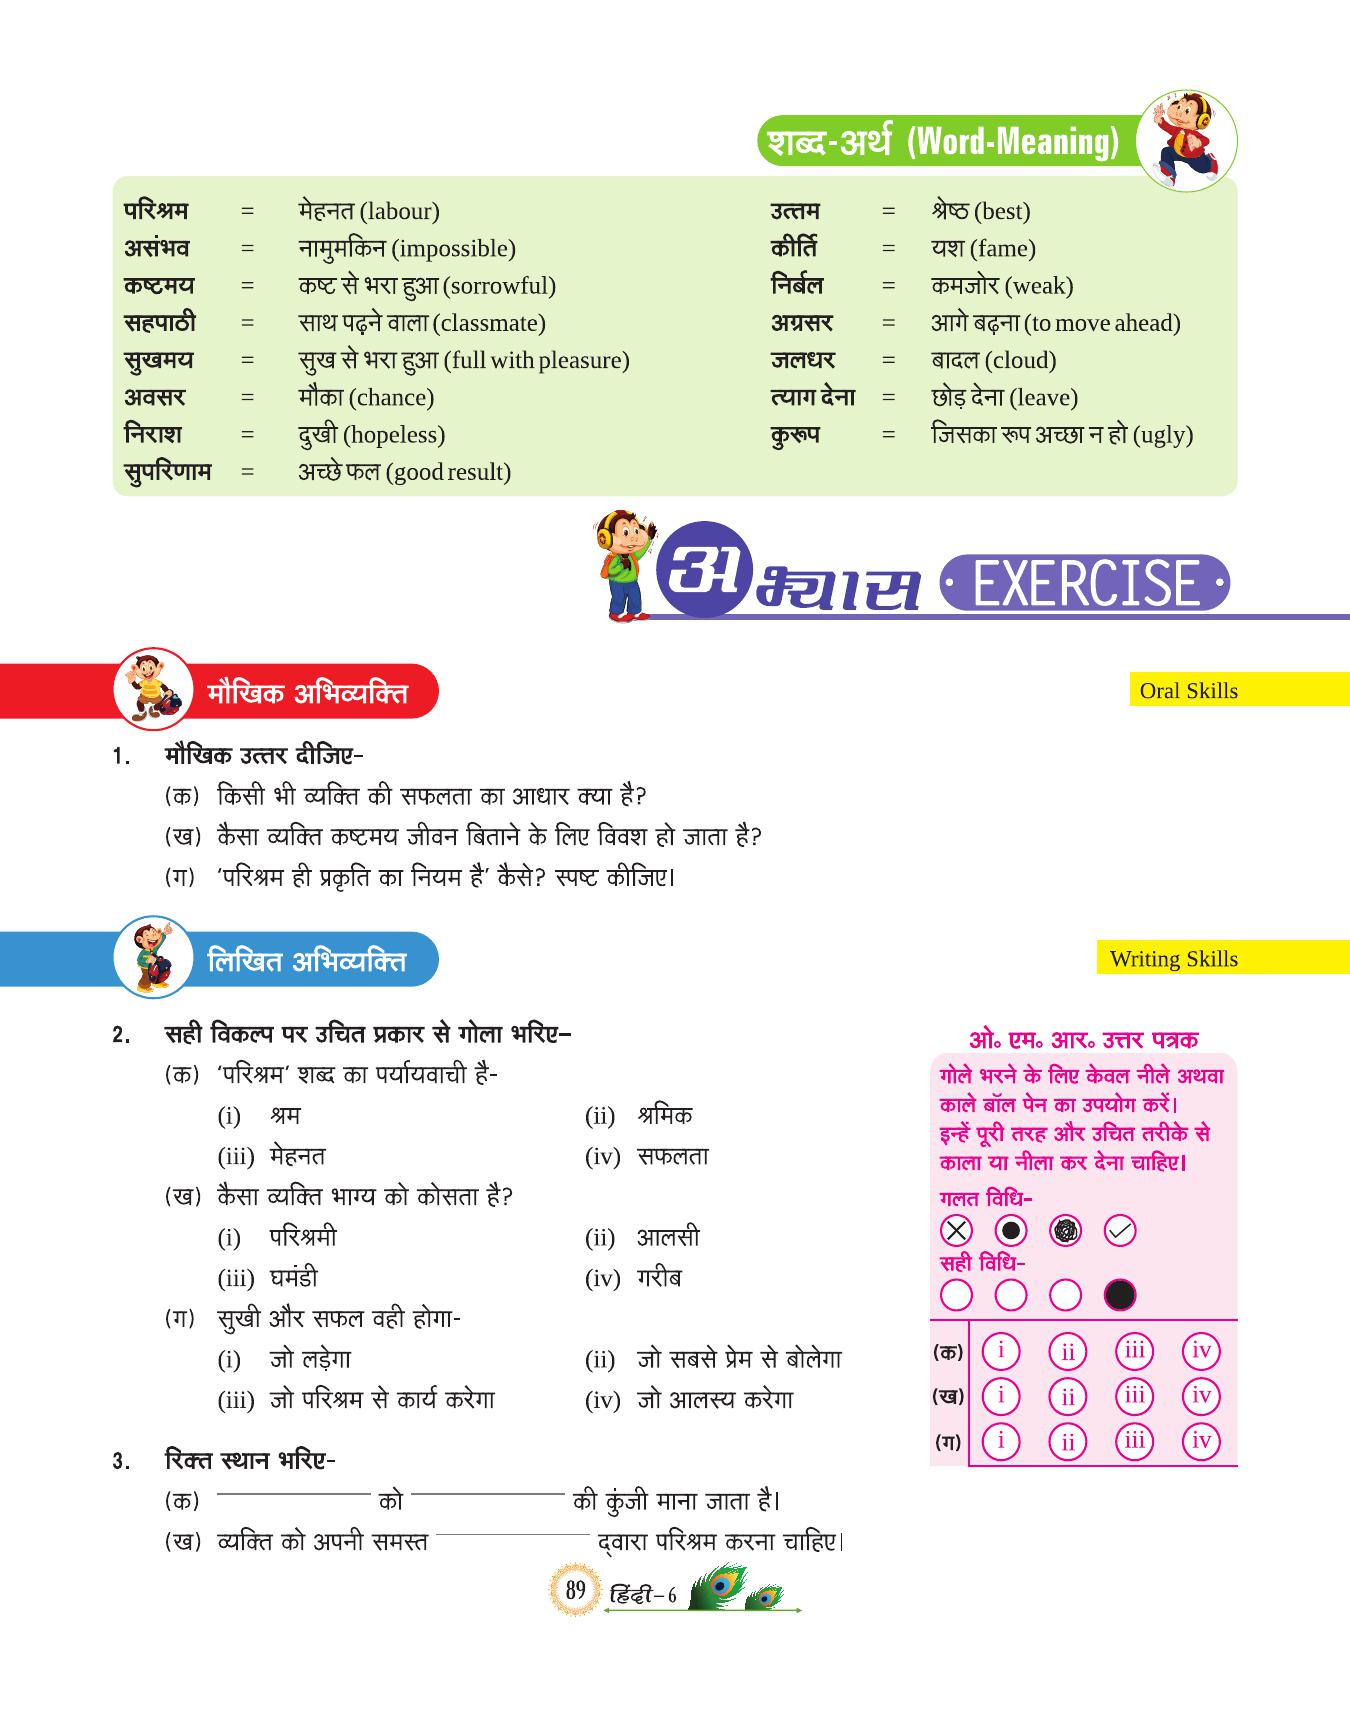 शब्द-अर्थ (Word-Meaning)
परिश्रम = मेहनत (labour)
असंभव = नामुमकिन (impossible)
कष्टमय = कष्ट से भरा हुआ (sorrowful)
सहपाठी = साथ पढ़ने वाला (classmate)
सुखमय = सुख से भरा हुआ (full with pleasure)
अवसर = मौका (chance)
निराश = दुखी (hopeless)
सुपरिणाम = अच्छे फल (good result)
उत्तम = श्रेष्ठ (best)
कीर्ति = यश (fame)
निर्बल = कमजोर (weak)
अग्रसर = आगे बढ़ना (to move ahead)
जलधर = बादल (cloud)
त्याग देना = छोड़ देना (leave)
कुरूप = जिसका रूप अच्छा न हो (ugly)
अभ्यास EXERCISE
मौखिक अभिव्यक्ति
Oral Skills
1. मौखिक उत्तर दीजिए-
(क) किसी भी व्यक्ति की सफलता का आधार क्या है?
(ख) कैसा व्यक्ति कष्टमय जीवन बिताने के लिए विवश हो जाता है?
(ग) ‘परिश्रम ही प्रकृति का नियम है’ कैसे? स्पष्ट कीजिए।
लिखित अभिव्यक्ति
Writing Skills
2. सही विकल्प पर उचित प्रकार से गोला भरिए–
(क) ‘परिश्रम‘ शब्द का पर्यायवाची है-
(i) श्रम (ii) श्रमिक
(iii) मेहनत (iv) सफलता
(ख) कैसा व्यक्ति भाग्य को कोसता है?
(i) परिश्रमी (ii) आलसी
(iii) घमंडी (iv) गरीब
(ग) सुखी और सफल वही होगा-
(i) जो लड़ेगा (ii) जो सबसे प्रेम से बोलेगा
(iii) जो परिश्रम से कार्य करेगा (iv) जो आलस्य करेगा
ओ॰ एम॰ आर॰ उत्तर पत्रक
गोले भरने के लिए केवल नीले अथवा
काले बॉल पेन का उपयोग करें।
इन्हें पूरी तरह और उचित तरीके से
काला या नीला कर देना चाहिए।
गलत विधि-
सही विधि-
(क) i ii iii iv
(ख) i ii iii iv
(ग) i ii iii iv
3. रिक्त स्थान भरिए-
(क) ____________ को ____________ की कुंजी माना जाता है।
(ख) व्यक्ति को अपनी समस्त ____________ द्वारा परिश्रम करना चाहिए।
89 हिंदी–6